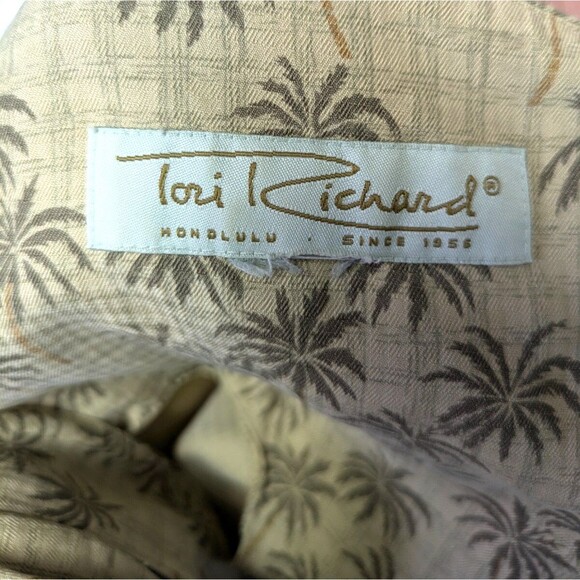 Tori Richard®
HONOLULU . SINCE 1956